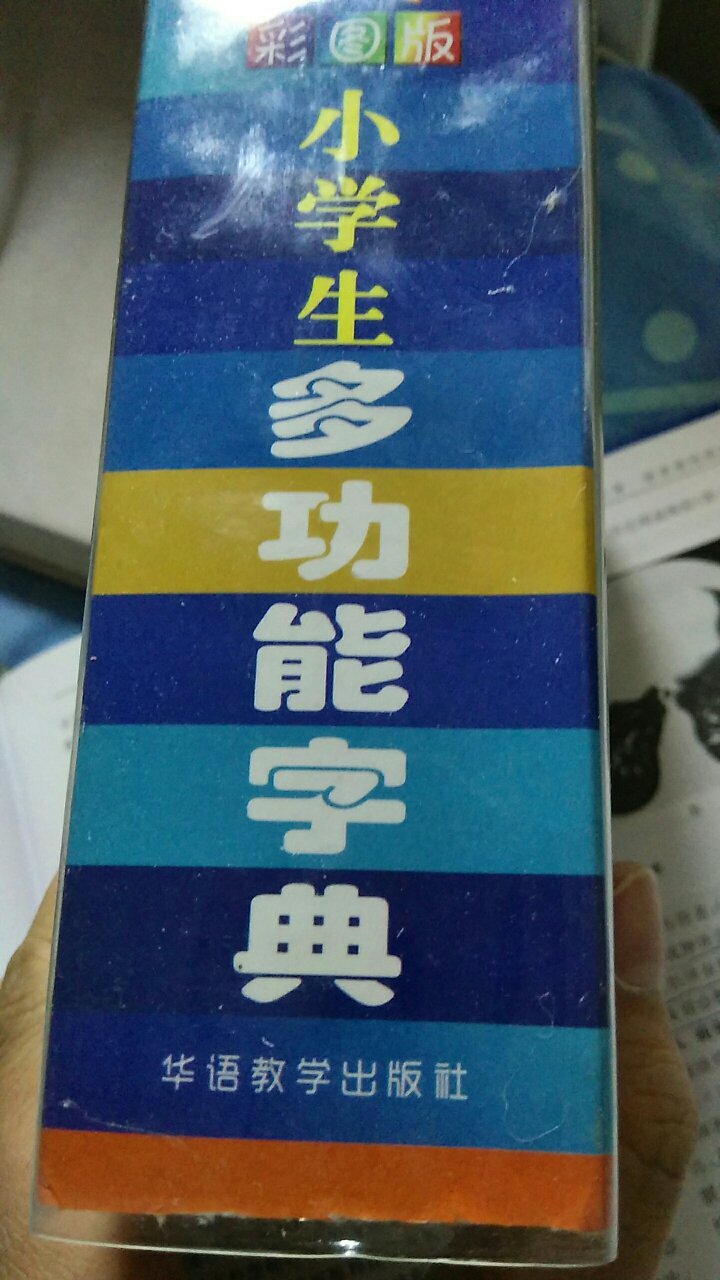 彩图版
小学生多功能字典
华语教学出版社